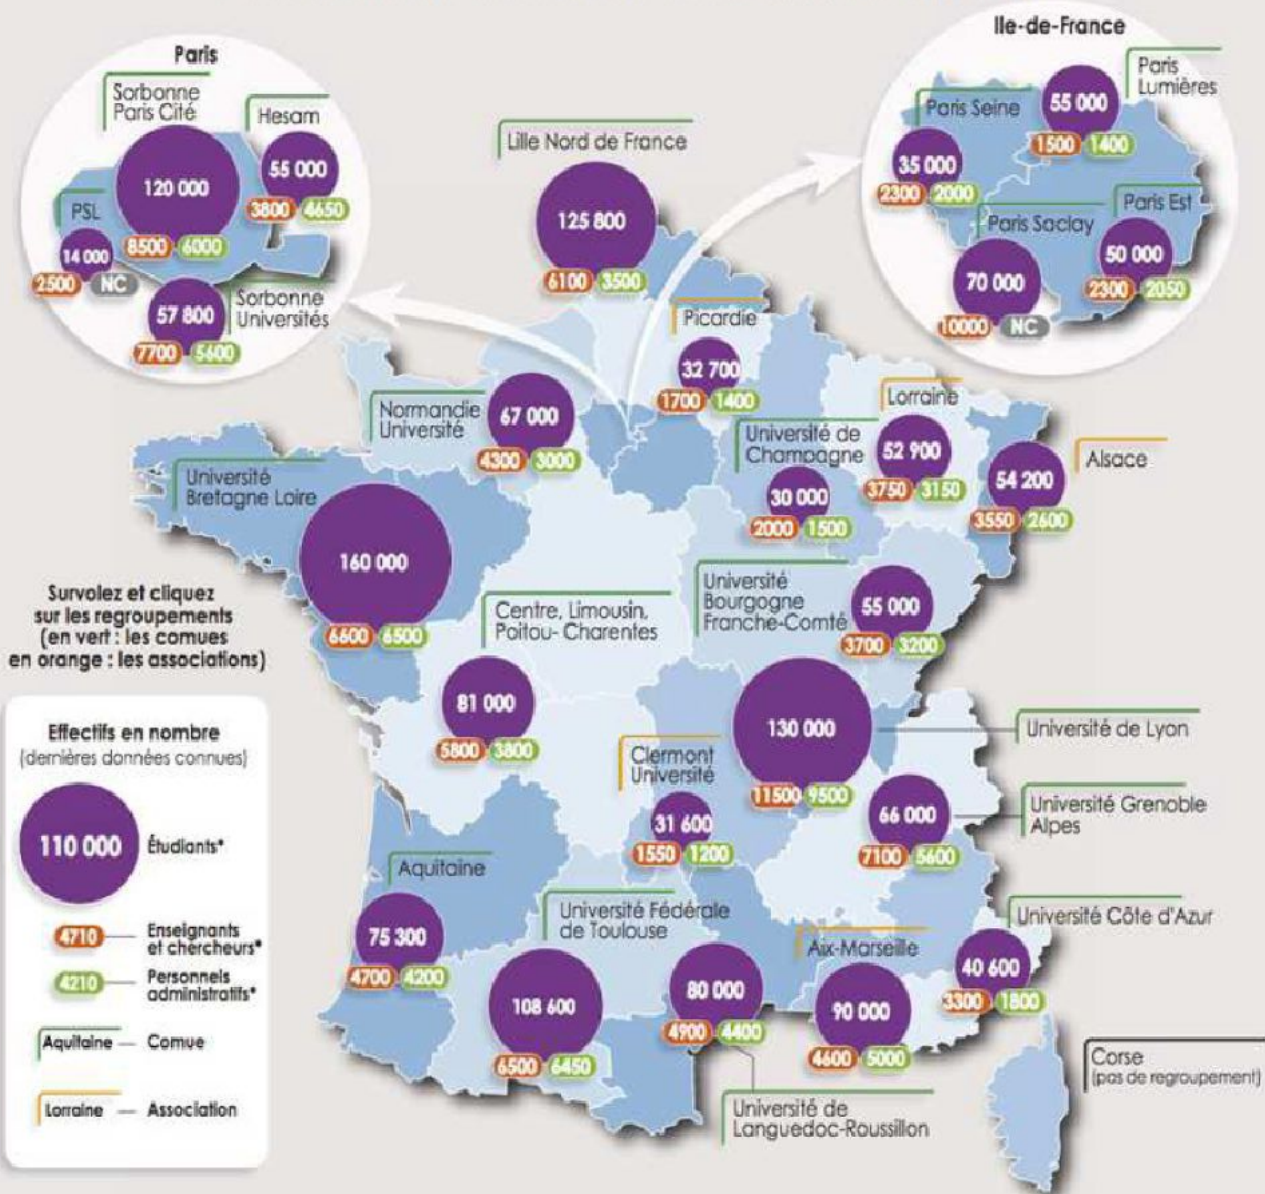 Paris
Sorbonne
Paris Cité
Hesam
120 000
55 000
3800 4650
PSL
8500 6000
14 000
2500 NC
57 800
Sorbonne
Universités
7700 5600
Ile-de-France
Paris
Lumières
Paris Seine
55 000
1500 1400
35 000
2300 2000
Paris Saclay
Paris Est
70 000
50 000
2300 2050
10000 NC
Lille Nord de France
125 800
6100 3500
Picardie
32 700
1700 1400
Normandie
Université
67 000
4300 3000
Université de
Champagne
30 000
2000 1500
Lorraine
52 900
3750 3150
Alsace
54 200
3550 2600
Université
Bretagne Loire
160 000
6600 6500
Survolez et cliquez
sur les regroupements
(en vert : les comues
en orange : les associations)
Centre, Limousin,
Poitou- Charentes
81 000
5800 3800
Université
Bourgogne
Franche-Comté
55 000
3700 3200
130 000
11500 9500
Université de Lyon
Clermont
Université
31 600
1550 1200
66 000
7100 5600
Université Grenoble
Alpes
Effectifs en nombre
(dernières données connues)
110 000 Étudiants*
4710 Enseignants
et chercheurs*
4210 Personnels
administratifs*
Aquitaine — Comue
Lorraine — Association
Aquitaine
75 300
4700 4200
Université Fédérale
de Toulouse
108 600
6500 6450
80 000
4900 4400
Université de
Languedoc-Roussillon
Aix-Marseille
90 000
4600 5000
Université Côte d'Azur
40 600
3300 1800
Corse
(pas de regroupement)